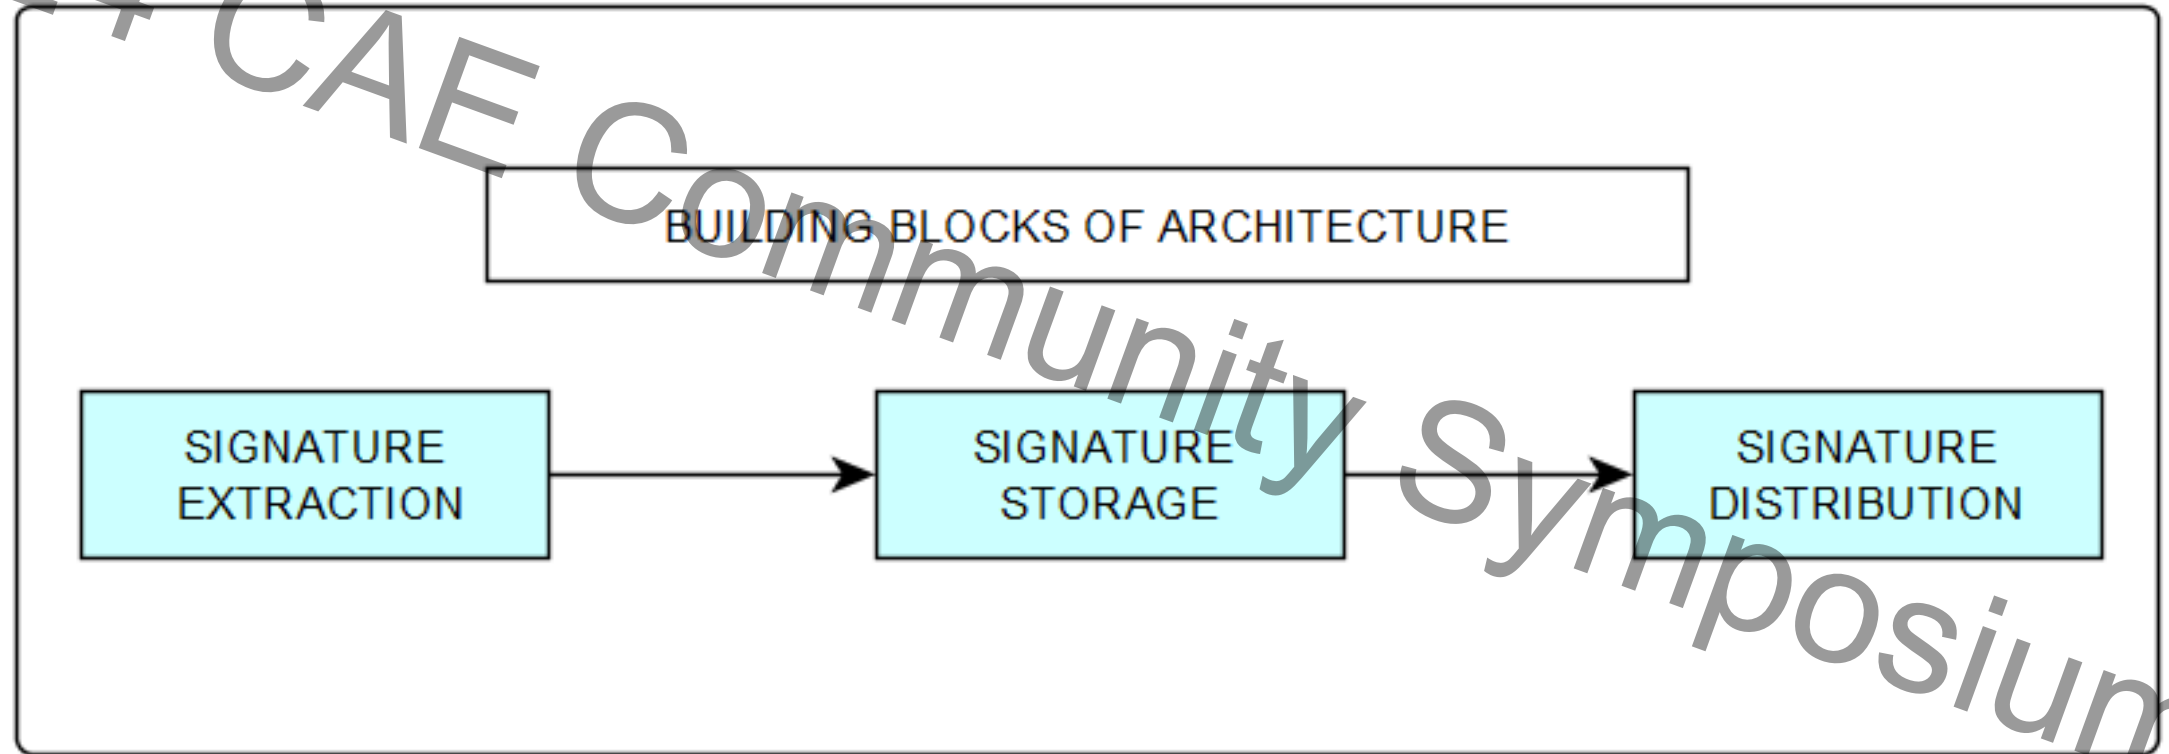 CAE Community Symposium
BUILDING BLOCKS OF ARCHITECTURE
SIGNATURE
EXTRACTION
SIGNATURE
STORAGE
SIGNATURE
DISTRIBUTION